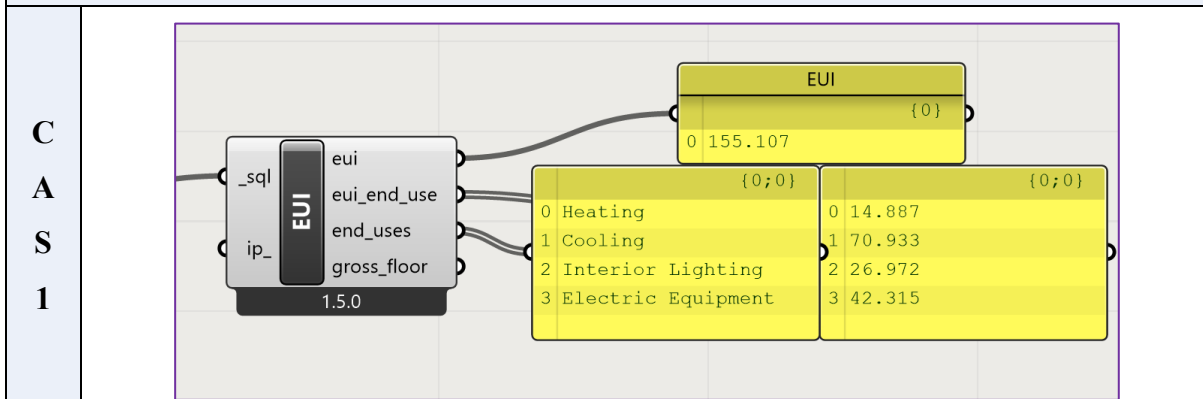 C
A
S
1
EUI
{0}
0 155.107
_sql
ip_
EUI
eui
eui_end_use
end_uses
gross_floor
1.5.0
{0;0}
0 Heating
1 Cooling
2 Interior Lighting
3 Electric Equipment
{0;0}
0 14.887
1 70.933
2 26.972
3 42.315